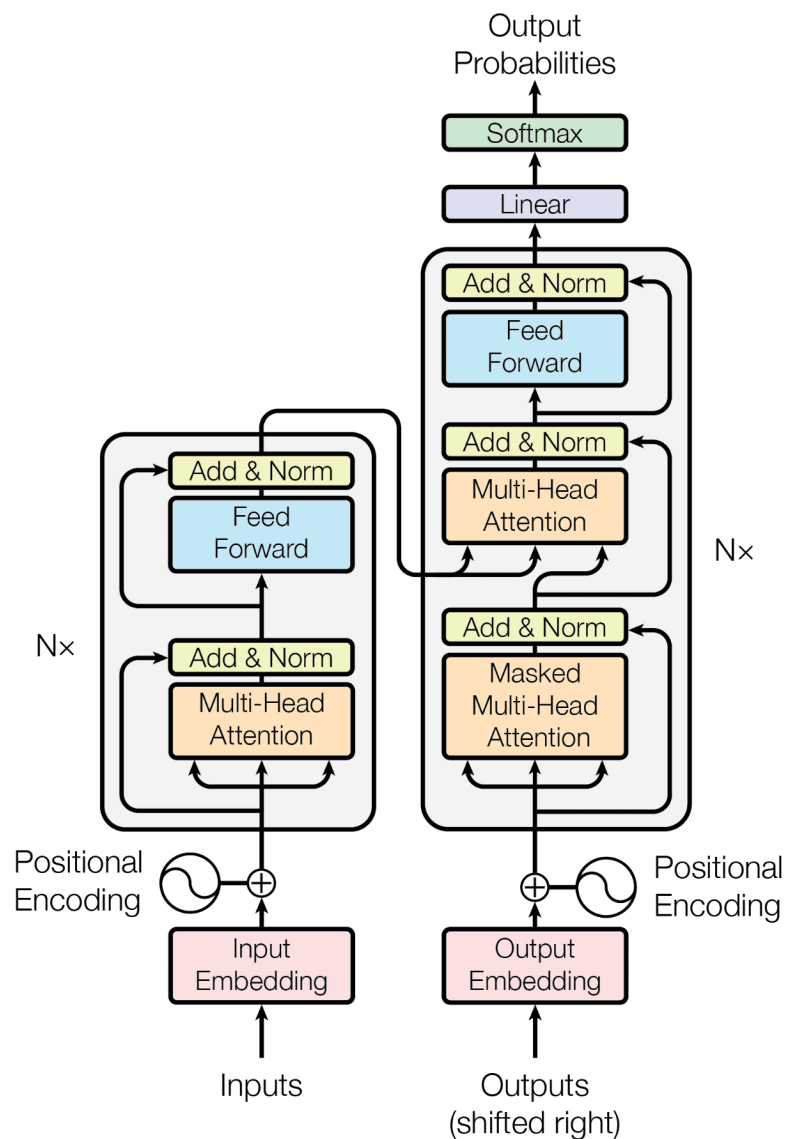 Output
Probabilities
Softmax
Linear
Add & Norm
Feed
Forward
Add & Norm
Multi-Head
Attention
N×
Add & Norm
Masked
Multi-Head
Attention
Add & Norm
Feed
Forward
N×
Add & Norm
Multi-Head
Attention
Positional
Encoding
Positional
Encoding
Input
Embedding
Output
Embedding
Inputs
Outputs
(shifted right)